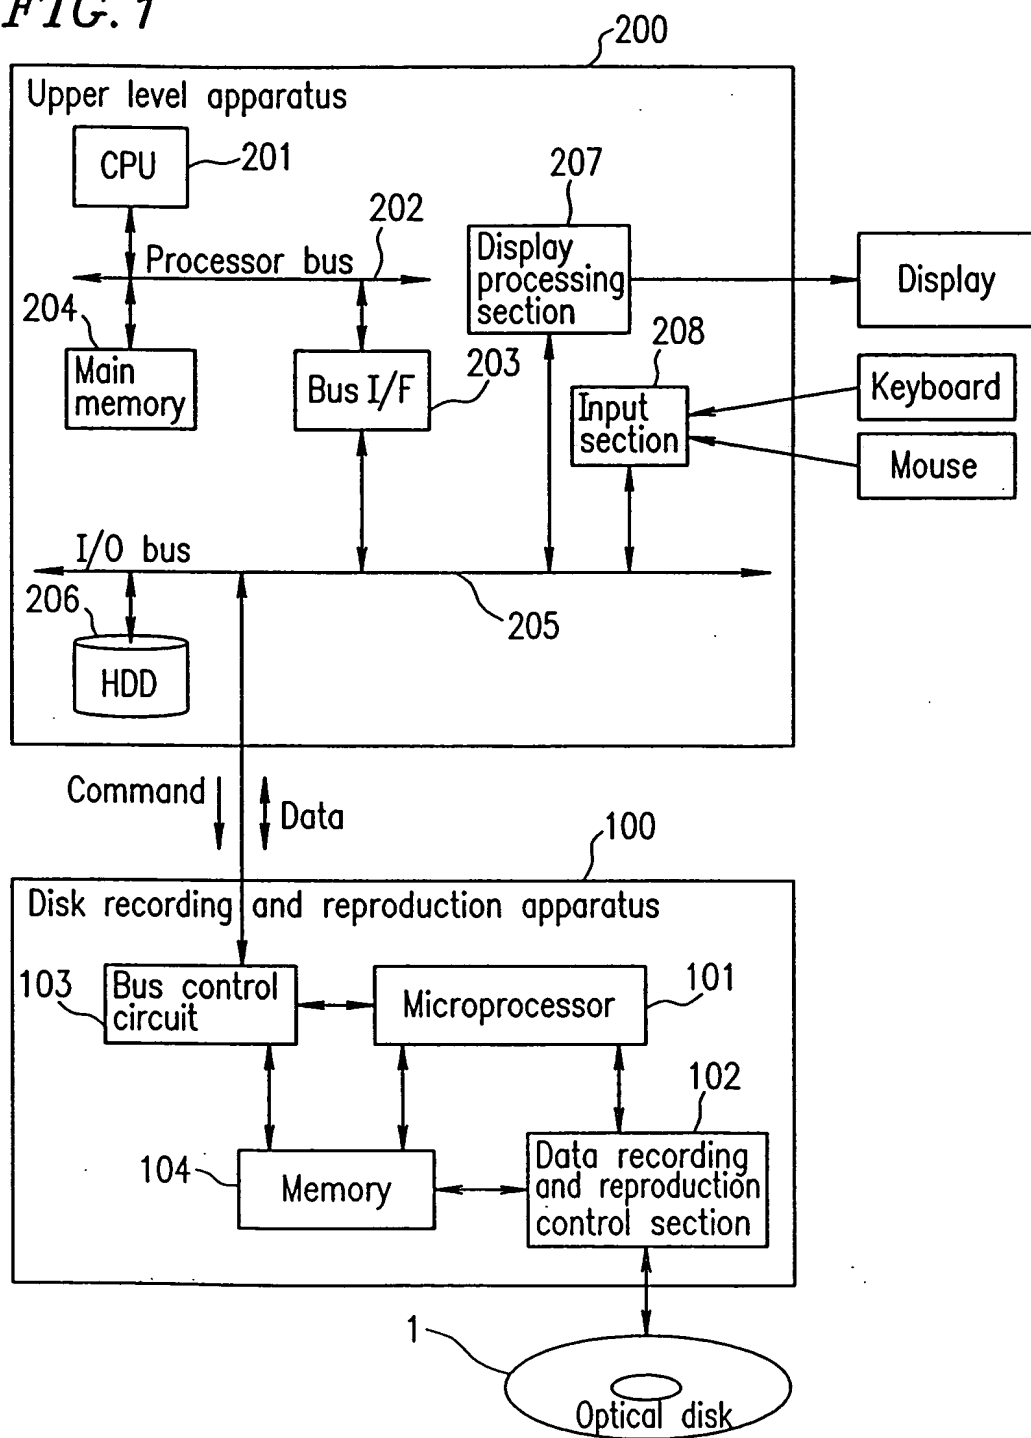 FIG. 1
200
Upper level apparatus
CPU
201
207
202
Processor bus
Display
processing
section
Display
204
208
Main
memory
Bus I/F
203
Input
section
Keyboard
Mouse
I/O bus
206
205
HDD
Command
Data
100
Disk recording and reproduction apparatus
103
Bus control
circuit
Microprocessor
101
102
104
Memory
Data recording
and reproduction
control section
1
Optical disk